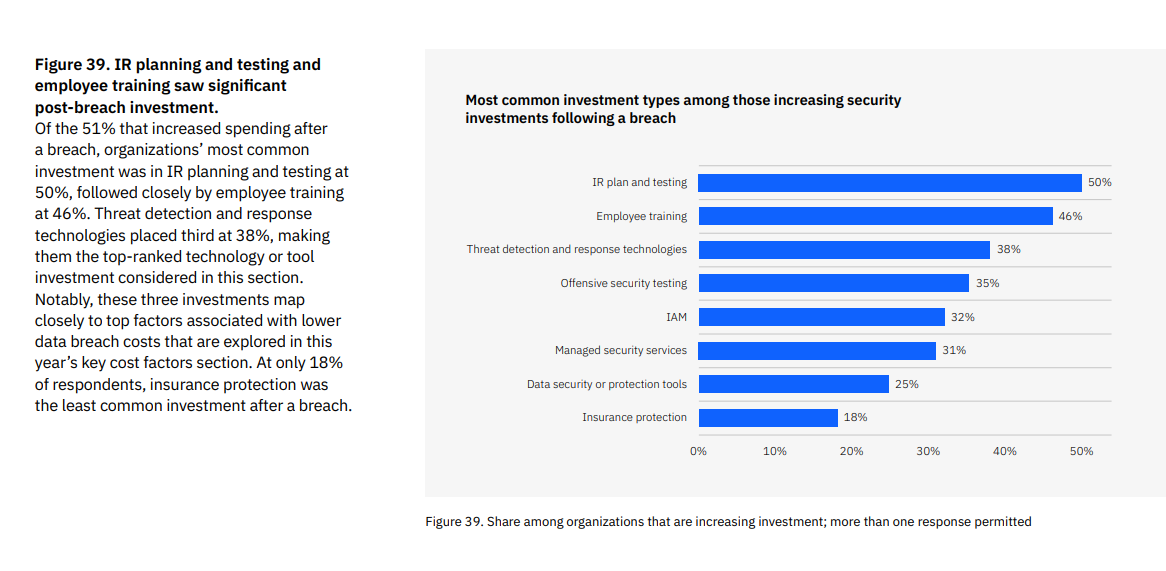 Figure 39. IR planning and testing and
employee training saw significant
post-breach investment.
Of the 51% that increased spending after
a breach, organizations’ most common
investment was in IR planning and testing at
50%, followed closely by employee training
at 46%. Threat detection and response
technologies placed third at 38%, making
them the top-ranked technology or tool
investment considered in this section.
Notably, these three investments map
closely to top factors associated with lower
data breach costs that are explored in this
year’s key cost factors section. At only 18%
of respondents, insurance protection was
the least common investment after a breach.
Most common investment types among those increasing security
investments following a breach
IR plan and testing 50%
Employee training 46%
Threat detection and response technologies 38%
Offensive security testing 35%
IAM 32%
Managed security services 31%
Data security or protection tools 25%
Insurance protection 18%
0% 10% 20% 30% 40% 50%
Figure 39. Share among organizations that are increasing investment; more than one response permitted